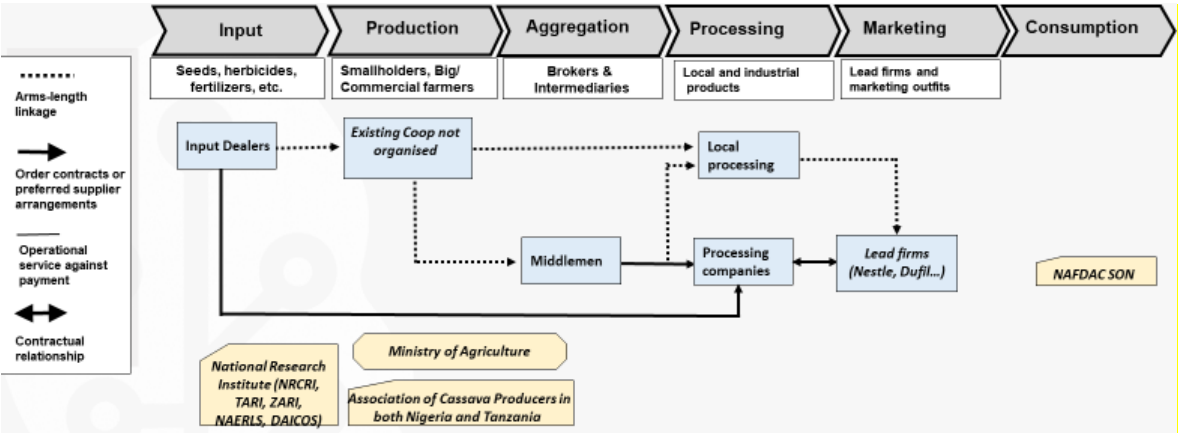 Input
Production
Aggregation
Processing
Marketing
Consumption
Seeds, herbicides,
fertilizers, etc.
Smallholders, Big/
Commercial farmers
Brokers &
Intermediaries
Local and industrial
products
Lead firms and
marketing outfits
Arms-length
linkage
Order contracts or
preferred supplier
arrangements
Operational
service against
payment
Contractual
relationship
Input Dealers
Existing Coop not
organised
Local
processing
Middlemen
Processing
companies
Lead firms
(Nestle, Dufil...)
NAFDAC SON
National Research
Institute (NRCRI,
TARI, ZARI,
NAERLS, DAICOS)
Ministry of Agriculture
Association of Cassava Producers in
both Nigeria and Tanzania